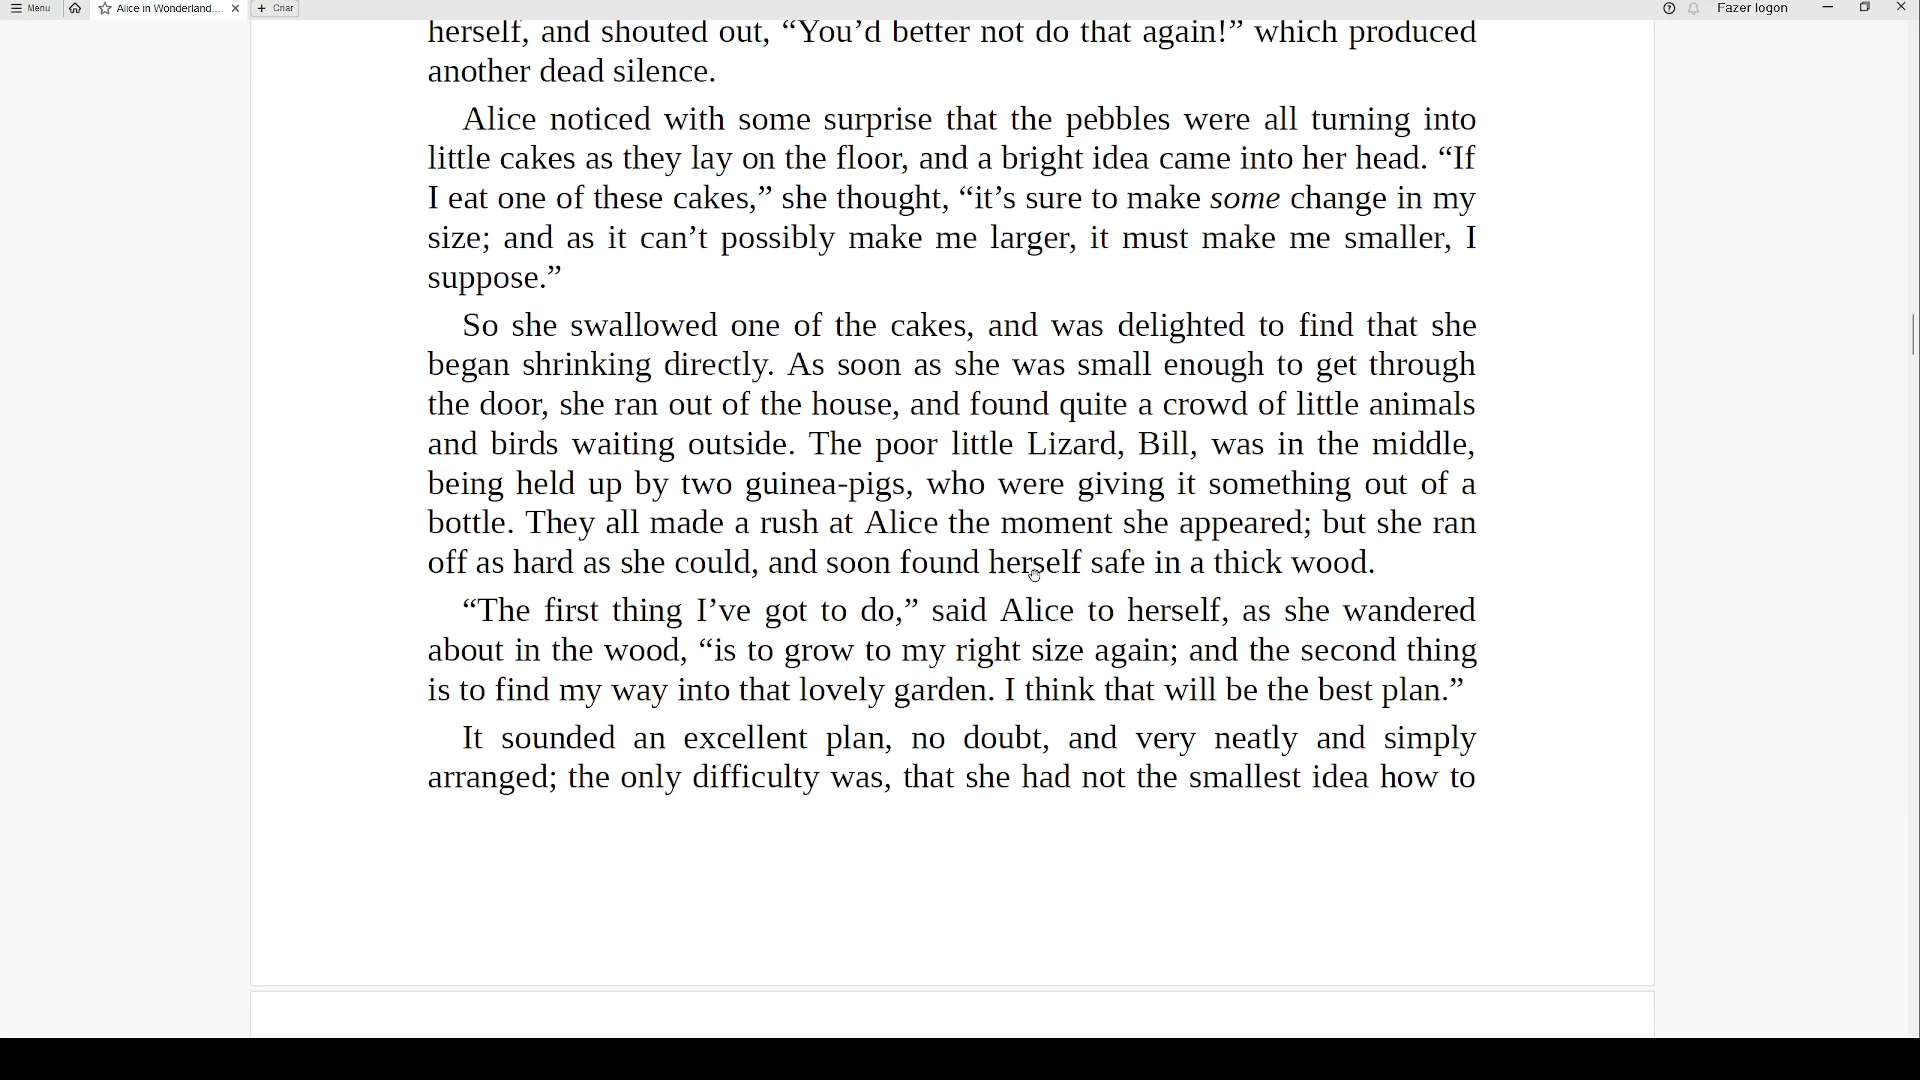 Menu
Alice in Wonderland....
+ Criar
Fazer logon
herself, and shouted out, “You’d better not do that again!” which produced
another dead silence.
Alice noticed with some surprise that the pebbles were all turning into
little cakes as they lay on the floor, and a bright idea came into her head. “If
I eat one of these cakes,” she thought, “it’s sure to make some change in my
size; and as it can’t possibly make me larger, it must make me smaller, I
suppose.”
So she swallowed one of the cakes, and was delighted to find that she
began shrinking directly. As soon as she was small enough to get through
the door, she ran out of the house, and found quite a crowd of little animals
and birds waiting outside. The poor little Lizard, Bill, was in the middle,
being held up by two guinea-pigs, who were giving it something out of a
bottle. They all made a rush at Alice the moment she appeared; but she ran
off as hard as she could, and soon found herself safe in a thick wood.
“The first thing I’ve got to do,” said Alice to herself, as she wandered
about in the wood, “is to grow to my right size again; and the second thing
is to find my way into that lovely garden. I think that will be the best plan.”
It sounded an excellent plan, no doubt, and very neatly and simply
arranged; the only difficulty was, that she had not the smallest idea how to